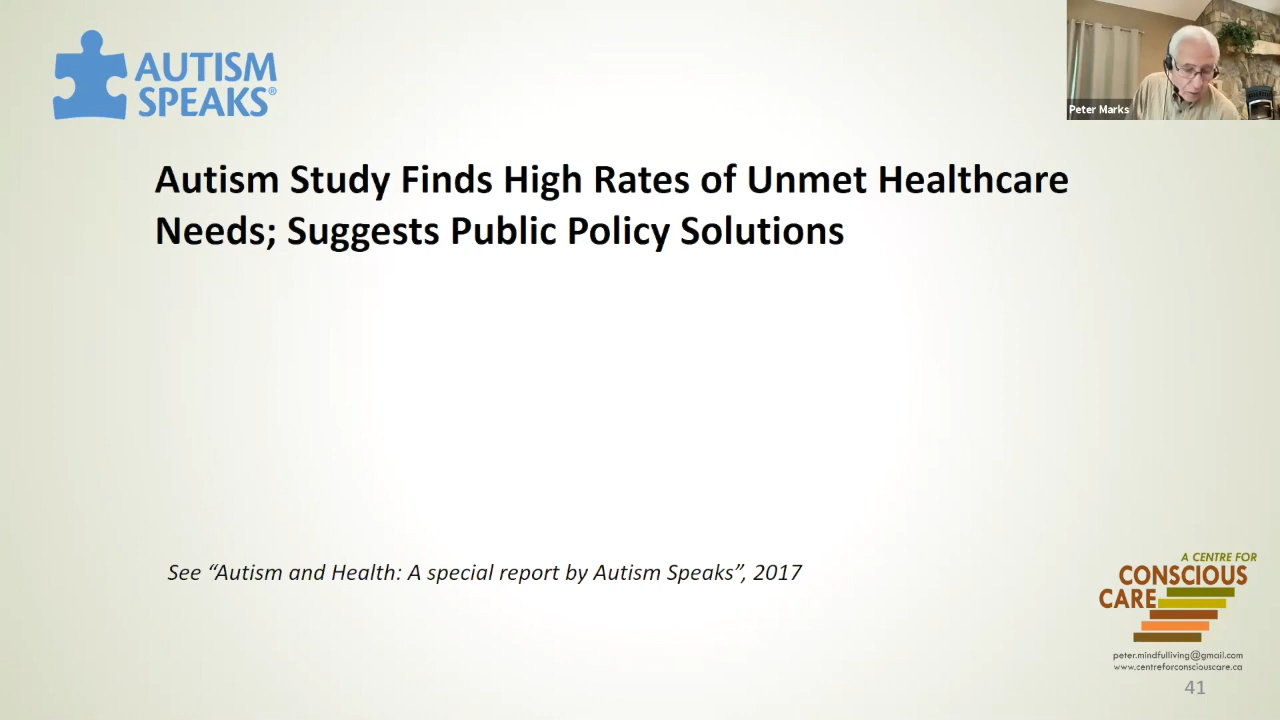 AUTISM
SPEAKS®
Peter Marks
Autism Study Finds High Rates of Unmet Healthcare
Needs; Suggests Public Policy Solutions
See “Autism and Health: A special report by Autism Speaks”, 2017
A CENTRE FOR
CONSCIOUS
CARE
peter.mindfulliving@gmail.com
www.centreforconsciouscare.ca
41